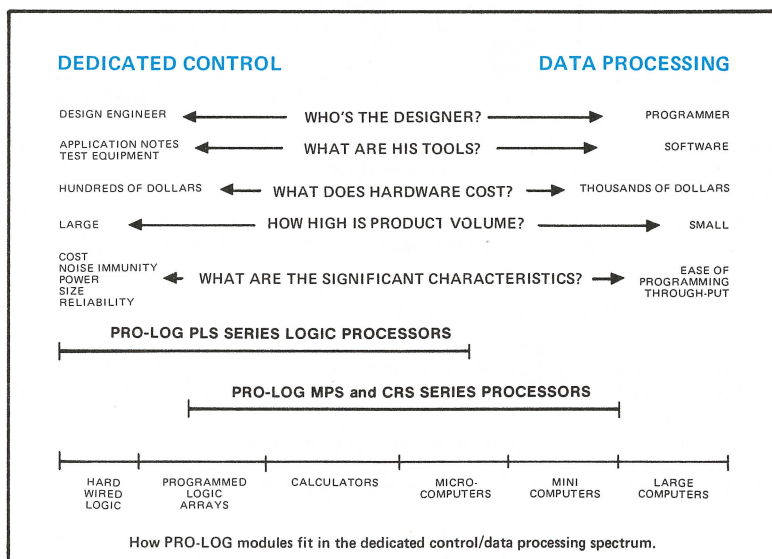 DEDICATED CONTROL DATA PROCESSING
DESIGN ENGINEER WHO'S THE DESIGNER? PROGRAMMER
APPLICATION NOTES
TEST EQUIPMENT WHAT ARE HIS TOOLS? SOFTWARE
HUNDREDS OF DOLLARS WHAT DOES HARDWARE COST? THOUSANDS OF DOLLARS
LARGE HOW HIGH IS PRODUCT VOLUME? SMALL
COST
NOISE IMMUNITY
POWER
SIZE
RELIABILITY
WHAT ARE THE SIGNIFICANT CHARACTERISTICS?
EASE OF
PROGRAMMING
THROUGH-PUT
PRO-LOG PLS SERIES LOGIC PROCESSORS
PRO-LOG MPS and CRS SERIES PROCESSORS
HARD
WIRED
LOGIC
PROGRAMMED
LOGIC
ARRAYS
CALCULATORS
MICRO-
COMPUTERS
MINI
COMPUTERS
LARGE
COMPUTERS
How PRO-LOG modules fit in the dedicated control/data processing spectrum.